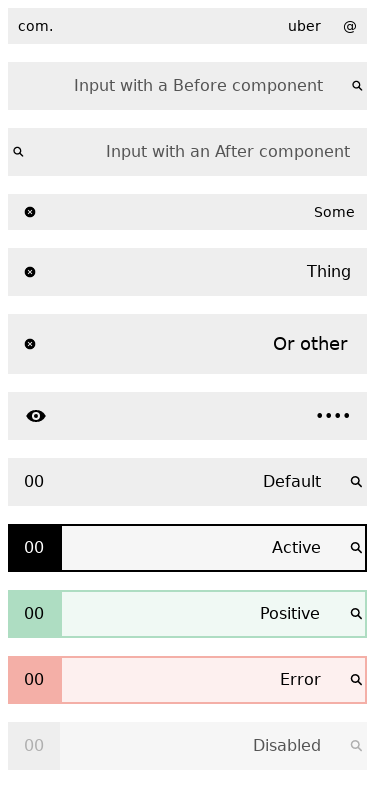 com. uber @
Input with a Before component
Input with an After component
Some
Thing
Or other
••••
00 Default
00 Active
00 Positive
00 Error
00 Disabled